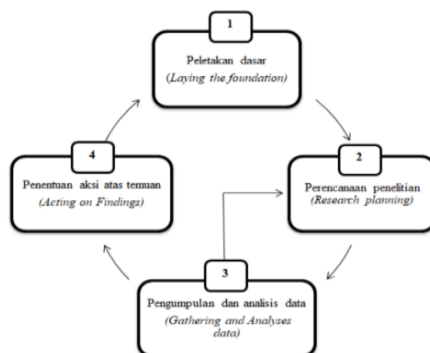 1
Peletakan dasar
(Laying the foundation)
2
Perencanaan penelitian
(Research planning)
3
Pengumpulan dan analisis data
(Gathering and Analyses
data)
4
Penentuan aksi atas temuan
(Acting on Findings)